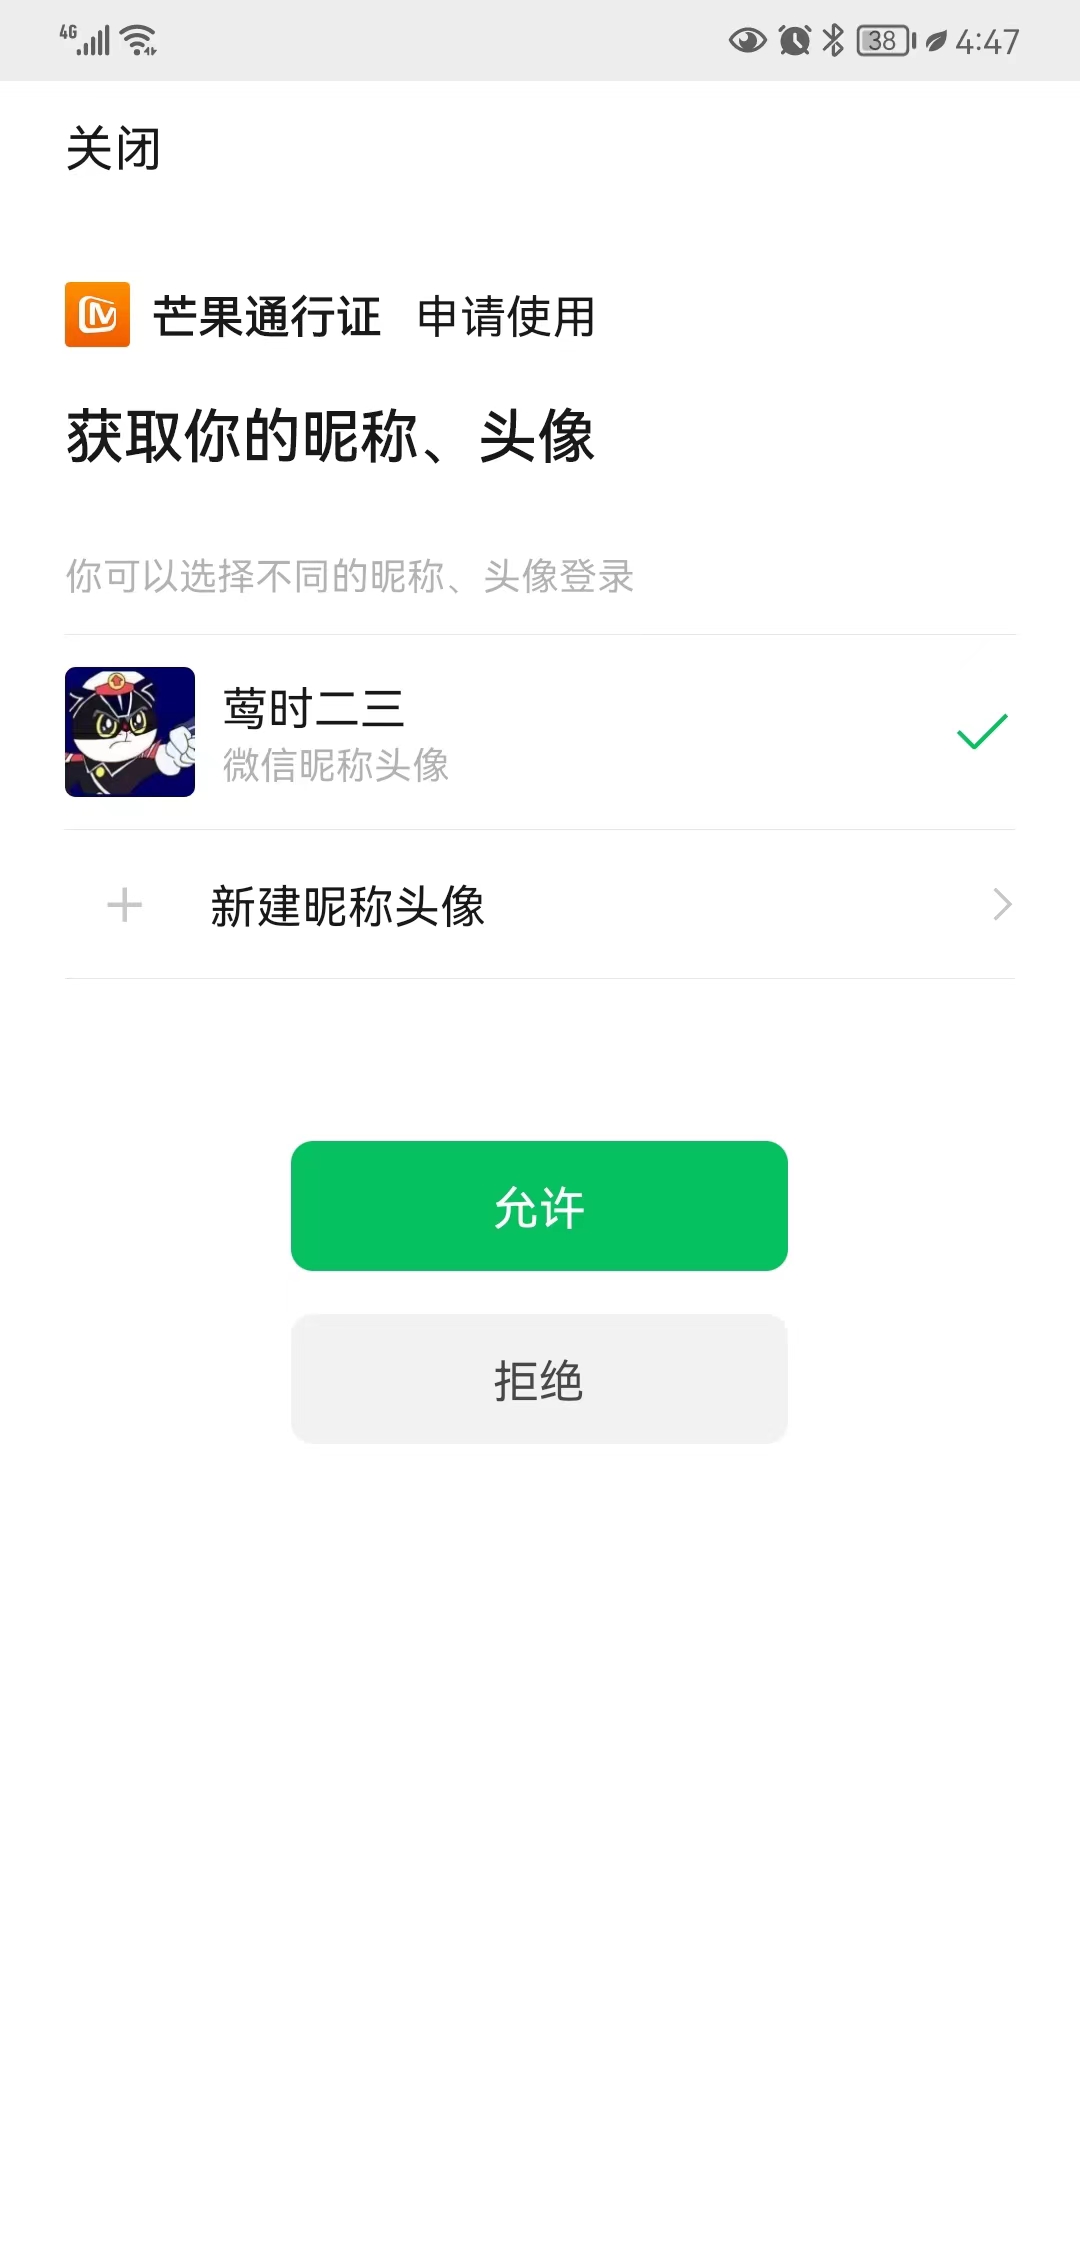 4G 38 4:47
关闭
芒果通行证 申请使用
获取你的昵称、头像
你可以选择不同的昵称、头像登录
莺时二三
微信昵称头像
新建昵称头像
允许
拒绝